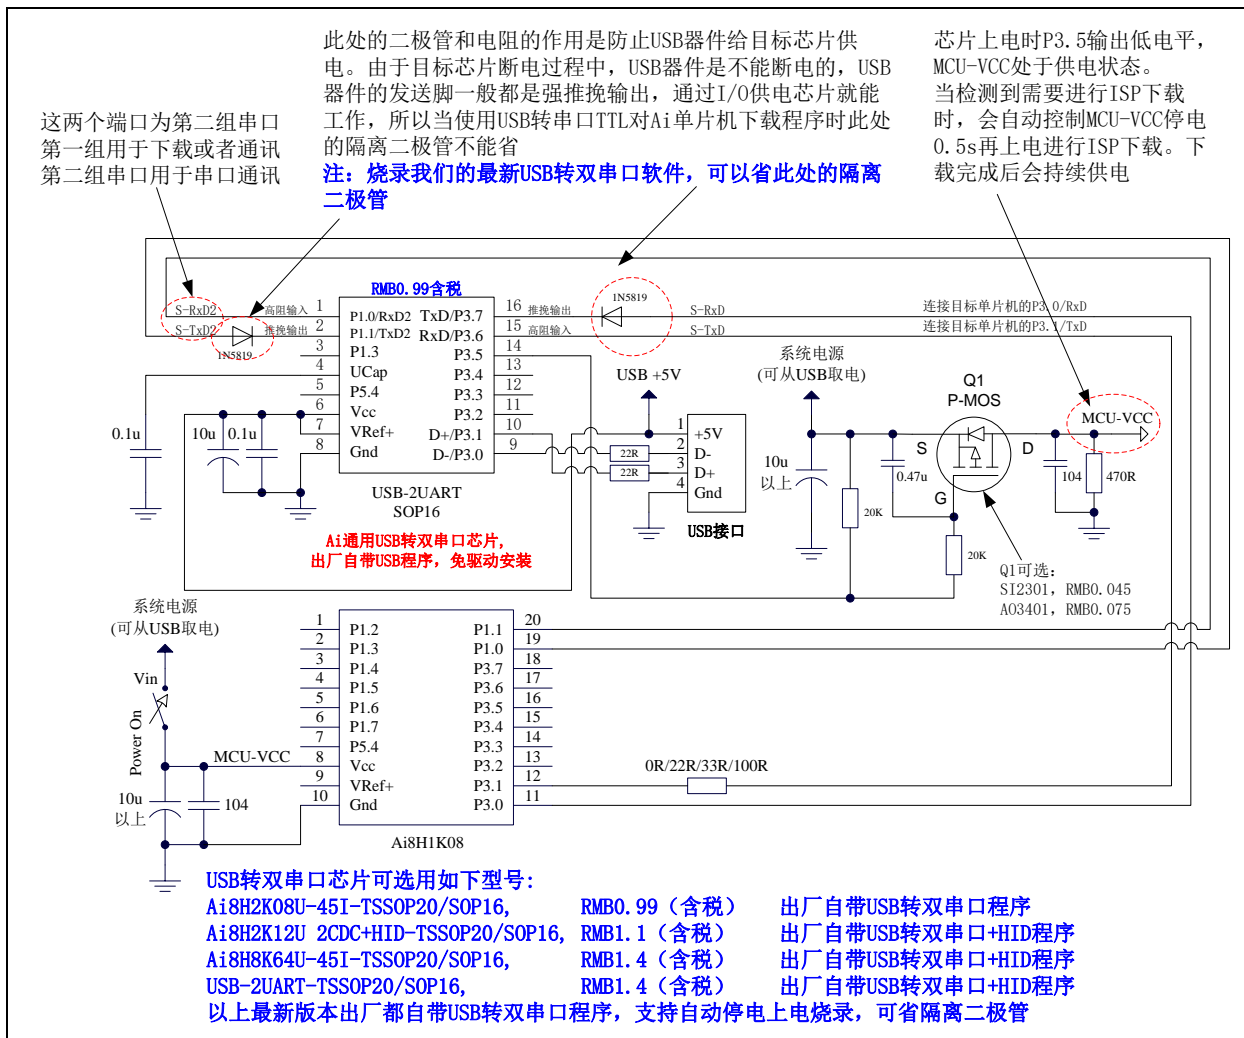 此处的二极管和电阻的作用是防止USB器件给目标芯片供
电。由于目标芯片断电过程中，USB器件是不能断电的，USB
器件的发送脚一般都是强推挽输出，通过I/O供电芯片就能
工作，所以当使用USB转串口TTL对Ai单片机下载程序时此处
的隔离二极管不能省
注：烧录我们的最新USB转双串口软件，可以省此处的隔离
二极管
芯片上电时P3.5输出低电平，
MCU-VCC处于供电状态。
当检测到需要进行ISP下载
时，会自动控制MCU-VCC停电
0.5s再上电进行ISP下载。下
载完成后会持续供电
这两个端口为第二组串口
第一组用于下载或者通讯
第二组串口用于串口通讯
RMB0.99含税
S-RxD2
高阻输入
1
P1.0/RxD2
S-TxD2
推挽输出
2
P1.1/TxD2
1N5819
3
P1.3
4
UCap
5
P5.4
6
Vcc
7
VRef+
8
Gnd
TxD/P3.7
16
推挽输出
RxD/P3.6
15
高阻输入
P3.5
14
P3.4
13
P3.3
12
P3.2
11
D+/P3.1
10
D-/P3.0
9
1N5819
S-RxD
S-TxD
连接目标单片机的P3.0/RxD
连接目标单片机的P3.1/TxD
0.1u
10u
0.1u
USB-2UART
SOP16
Ai通用USB转双串口芯片,
出厂自带USB程序，免驱动安装
USB +5V
22R
22R
1
+5V
2
D-
3
D+
4
Gnd
USB接口
系统电源
(可从USB取电)
10u
以上
20K
0.47u
Q1
P-MOS
S
D
G
20K
MCU-VCC
104
470R
Q1可选：
SI2301, RMB0.045
AO3401, RMB0.075
系统电源
(可从USB取电)
Vin
Power On
MCU-VCC
10u
以上
104
1
P1.2
2
P1.3
3
P1.4
4
P1.5
5
P1.6
6
P1.7
7
P5.4
8
Vcc
9
VRef+
10
Gnd
P1.1
20
P1.0
19
P3.7
18
P3.6
17
P3.5
16
P3.4
15
P3.3
14
P3.2
13
P3.1
12
P3.0
11
0R/22R/33R/100R
Ai8H1K08
USB转双串口芯片可选用如下型号:
Ai8H2K08U-45I-TSSOP20/SOP16, RMB0.99（含税） 出厂自带USB转双串口程序
Ai8H2K12U 2CDC+HID-TSSOP20/SOP16, RMB1.1（含税） 出厂自带USB转双串口+HID程序
Ai8H8K64U-45I-TSSOP20/SOP16, RMB1.4（含税） 出厂自带USB转双串口+HID程序
USB-2UART-TSSOP20/SOP16, RMB1.4（含税） 出厂自带USB转双串口+HID程序
以上最新版本出厂都自带USB转双串口程序，支持自动停电上电烧录，可省隔离二极管